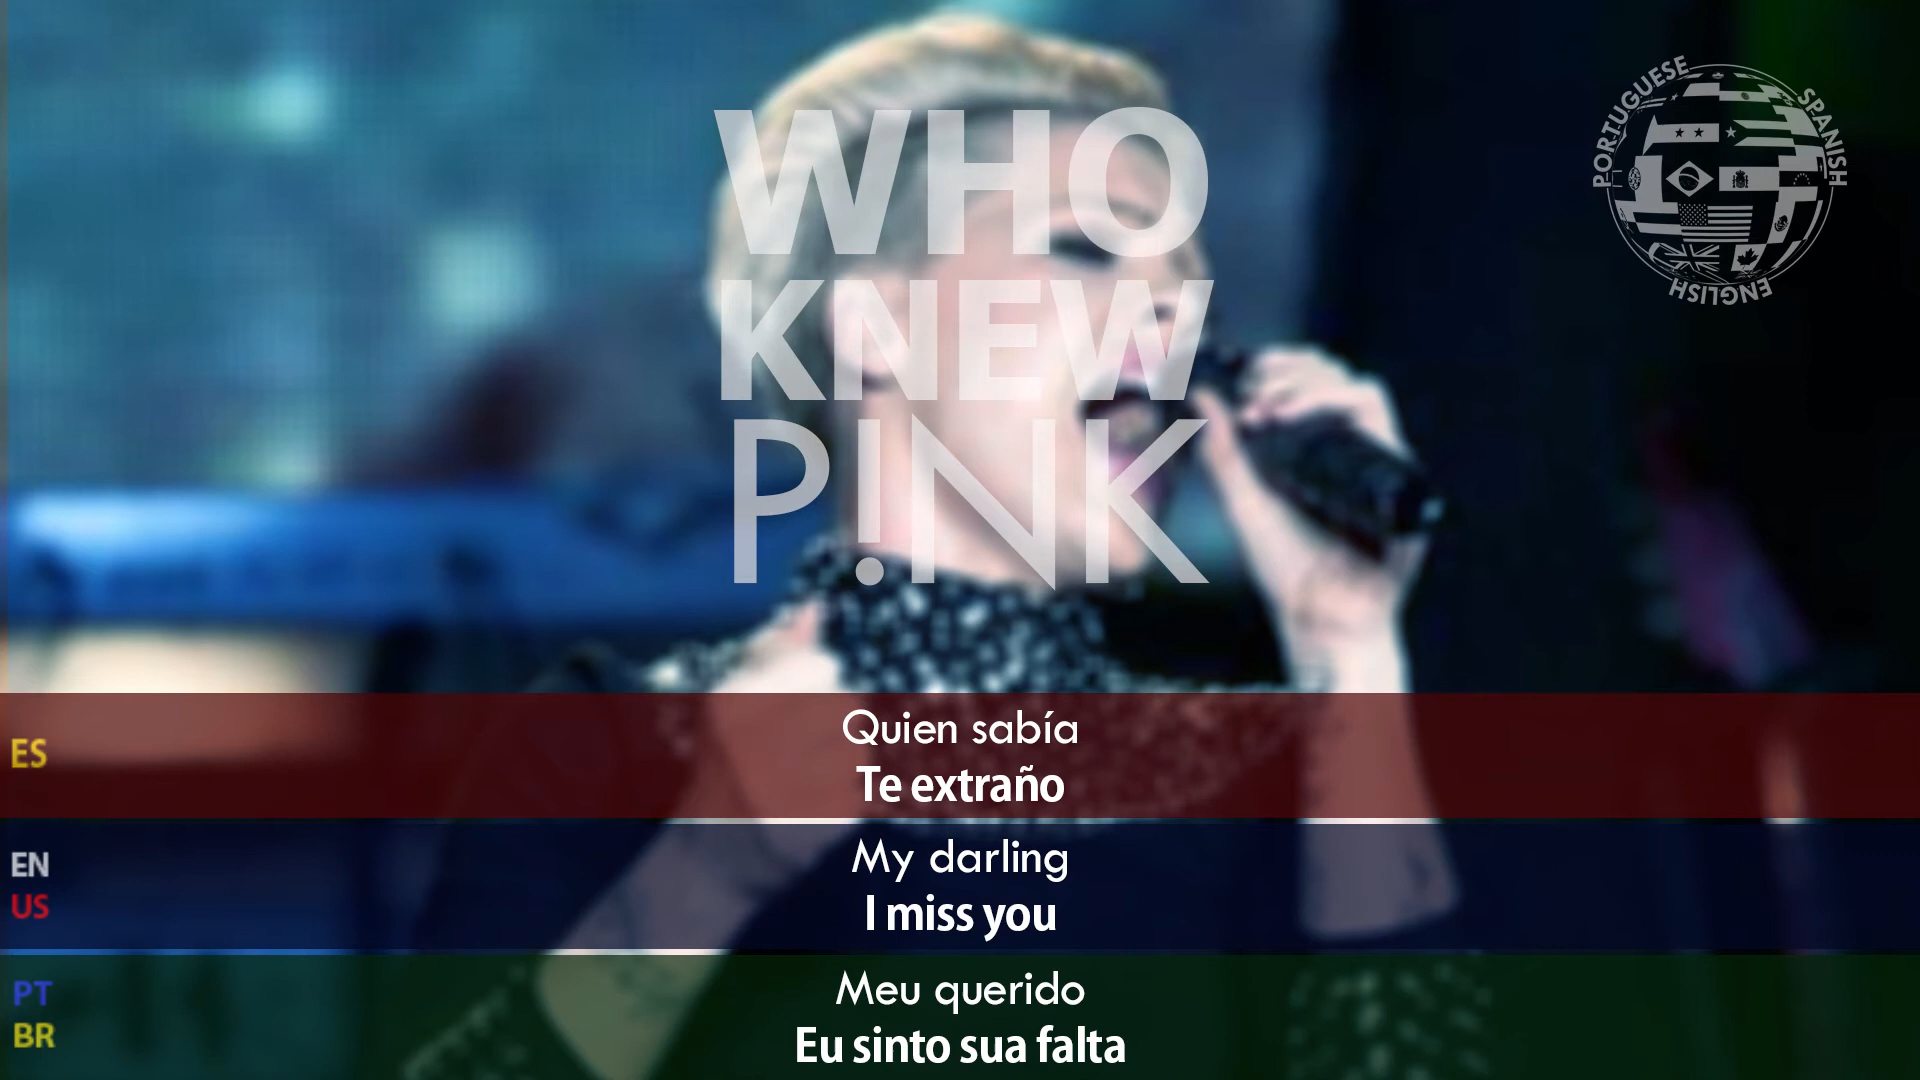 WHO
KNEW
P!NK
PORTUGUESE
SPANISH
ENGLISH
ES
Quien sabía
Te extraño
EN
US
My darling
I miss you
PT
BR
Meu querido
Eu sinto sua falta